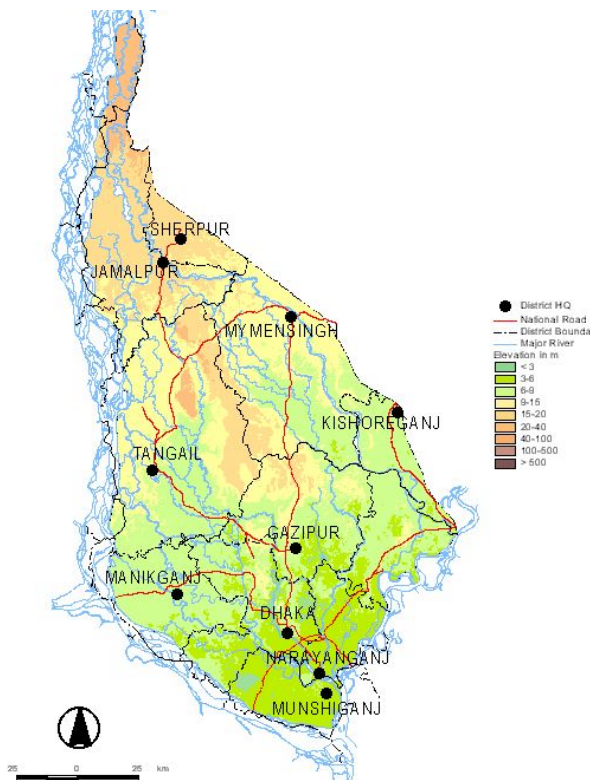 SHERPUR
JAMALPUR
MYMENSINGH
District HQ
National Road
District Bounda
Major River
Elevation in m
< 3
3-6
6-9
9-15
15-20
20-40
40-100
100-500
> 500
KISHOREGANJ
TANGAIL
GAZIPUR
MANIKGANJ
DHAKA
NARAYANGANJ
MUNSHIGANJ
25 0 25 km